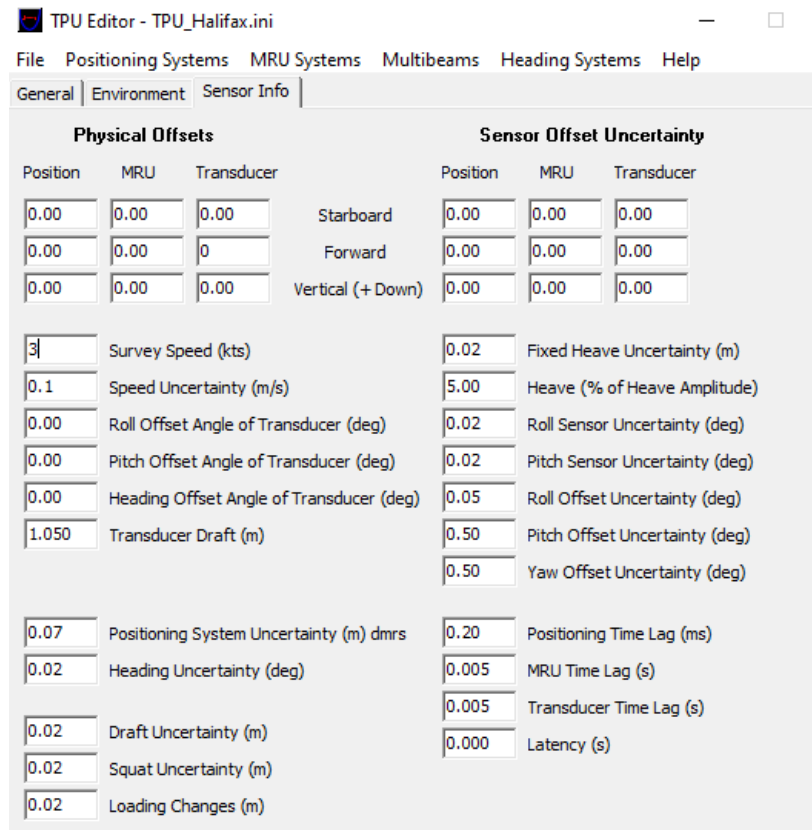 TPU Editor - TPU_Halifax.ini
File Positioning Systems MRU Systems Multibeams Heading Systems Help
General Environment Sensor Info
Physical Offsets Sensor Offset Uncertainty
Position MRU Transducer Position MRU Transducer
0.00 0.00 0.00 Starboard 0.00 0.00 0.00
0.00 0.00 0 Forward 0.00 0.00 0.00
0.00 0.00 0.00 Vertical (+ Down) 0.00 0.00 0.00
3 Survey Speed (kts) 0.02 Fixed Heave Uncertainty (m)
0.1 Speed Uncertainty (m/s) 5.00 Heave (% of Heave Amplitude)
0.00 Roll Offset Angle of Transducer (deg) 0.02 Roll Sensor Uncertainty (deg)
0.00 Pitch Offset Angle of Transducer (deg) 0.02 Pitch Sensor Uncertainty (deg)
0.00 Heading Offset Angle of Transducer (deg) 0.05 Roll Offset Uncertainty (deg)
1.050 Transducer Draft (m) 0.50 Pitch Offset Uncertainty (deg)
0.50 Yaw Offset Uncertainty (deg)
0.07 Positioning System Uncertainty (m) dmrs 0.20 Positioning Time Lag (ms)
0.02 Heading Uncertainty (deg) 0.005 MRU Time Lag (s)
0.005 Transducer Time Lag (s)
0.02 Draft Uncertainty (m) 0.000 Latency (s)
0.02 Squat Uncertainty (m)
0.02 Loading Changes (m)